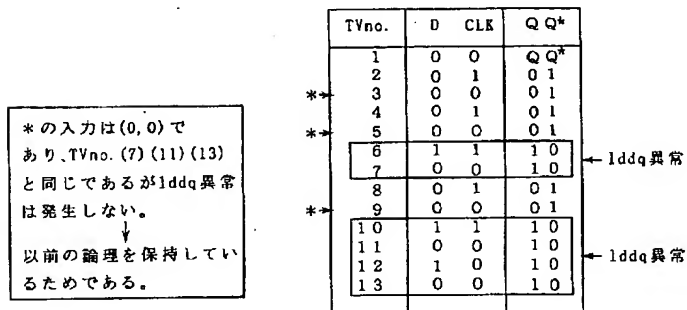 *の入力は(0,0)で
あり、TVno.(7)(11)(13)
と同じであるがIddq異常
は発生しない。
↓
以前の論理を保持してい
るためである。
TVno. D CLK Q Q*
1 0 0 Q Q*
2 0 1 0 1
*→ 3 0 0 0 1
4 0 1 0 1
*→ 5 0 0 0 1
6 1 1 1 0
7 0 0 1 0
← Iddq異常
8 0 1 0 1
*→ 9 0 0 0 1
10 1 1 1 0
11 0 0 1 0
12 1 0 1 0
13 0 0 1 0
← Iddq異常